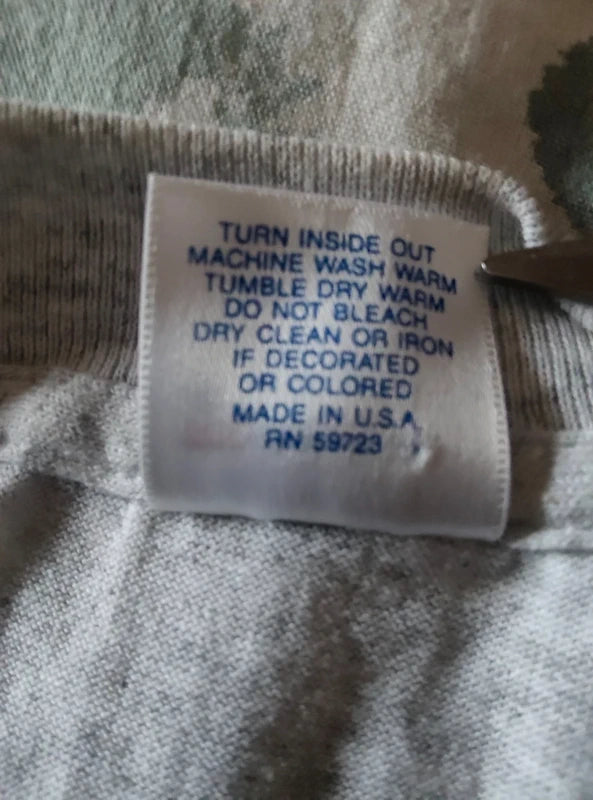 TURN INSIDE OUT
MACHINE WASH WARM
TUMBLE DRY WARM
DO NOT BLEACH
DRY CLEAN OR IRON
IF DECORATED
OR COLORED
MADE IN U.S.A.
RN 59723